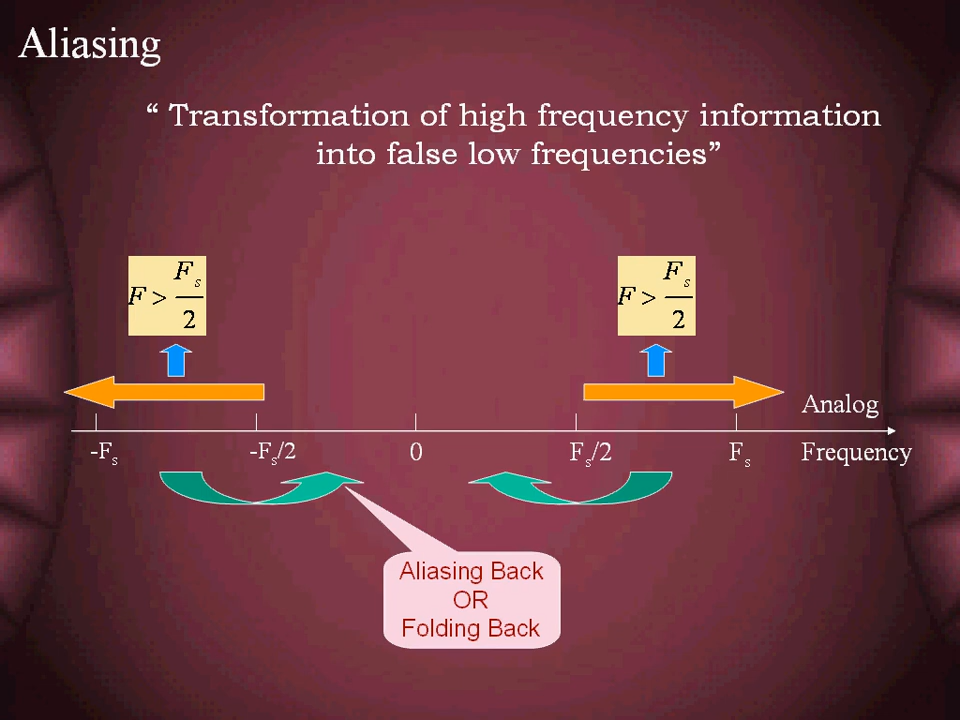 Aliasing
“ Transformation of high frequency information
into false low frequencies”
F > Fs/2
F > Fs/2
Analog
-Fs
-Fs/2
0
Fs/2
Fs
Frequency
Aliasing Back
OR
Folding Back